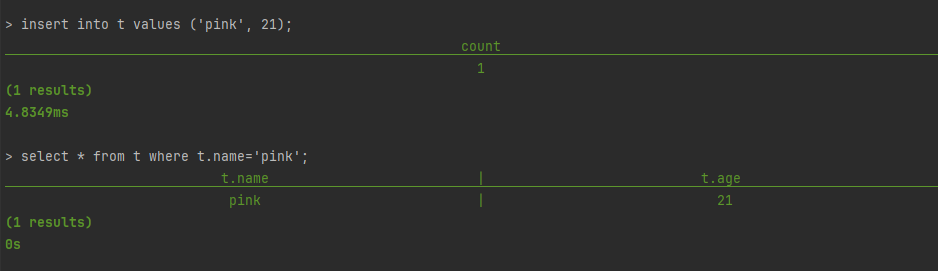 > insert into t values ('pink', 21);
count
1
(1 results)
4.8349ms
> select * from t where t.name='pink';
t.name | t.age
pink | 21
(1 results)
0s